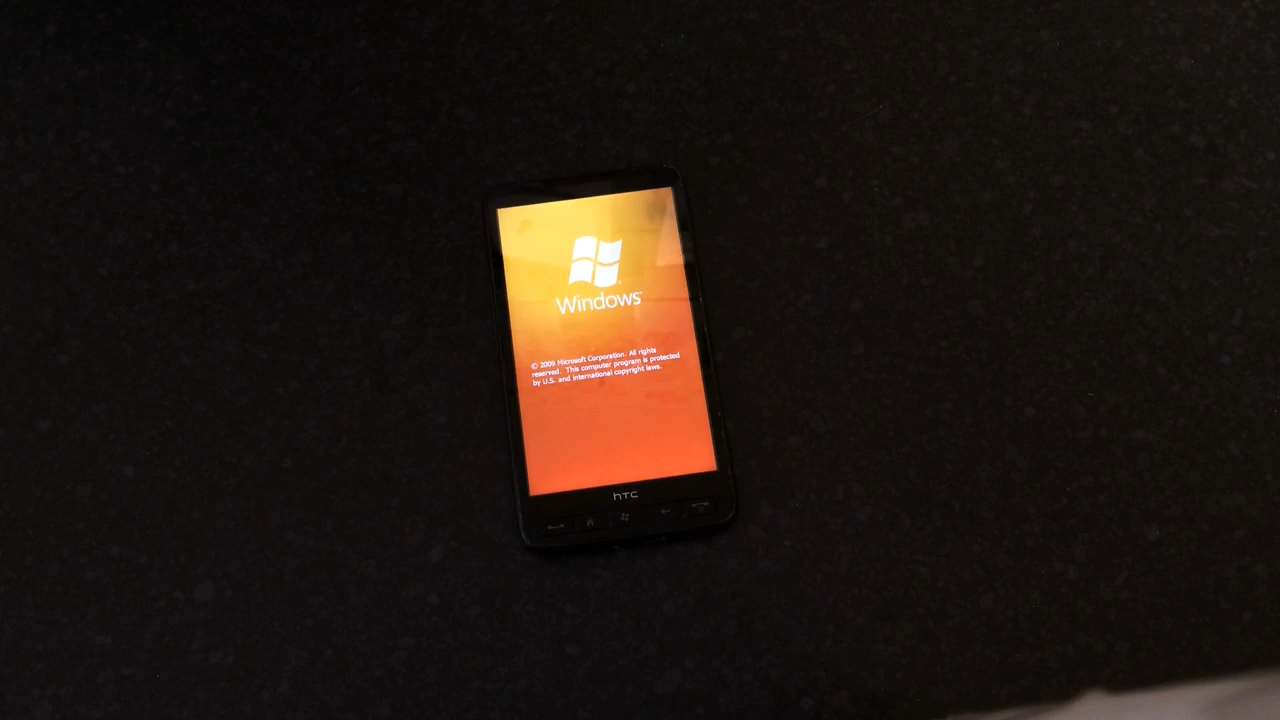 Windows
© 2009 Microsoft Corporation. All rights
reserved. This computer program is protected
by U.S. and international copyright laws.
hTC